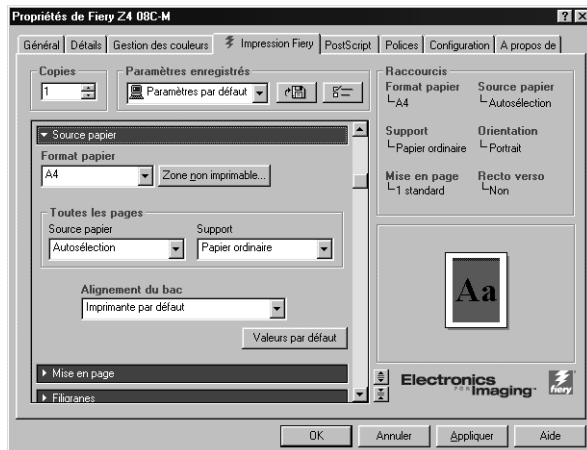 Propriétés de Fiery Z4 08C-M
Général Détails Gestion des couleurs Impression Fiery PostScript Polices Configuration A propos de
Copies
1
Paramètres enregistrés
Paramètres par défaut
Source papier
Format papier
A4
Zone non imprimable...
Toutes les pages
Source papier
Autosélection
Support
Papier ordinaire
Alignement du bac
Imprimante par défaut
Valeurs par défaut
Mise en page
Filigranes
Raccourcis
Format papier
A4
Source papier
Autosélection
Support
Papier ordinaire
Orientation
Portrait
Mise en page
1 standard
Recto verso
Non
Aa
Electronics
FOR Imaging
fiery
OK Annuler Appliquer Aide